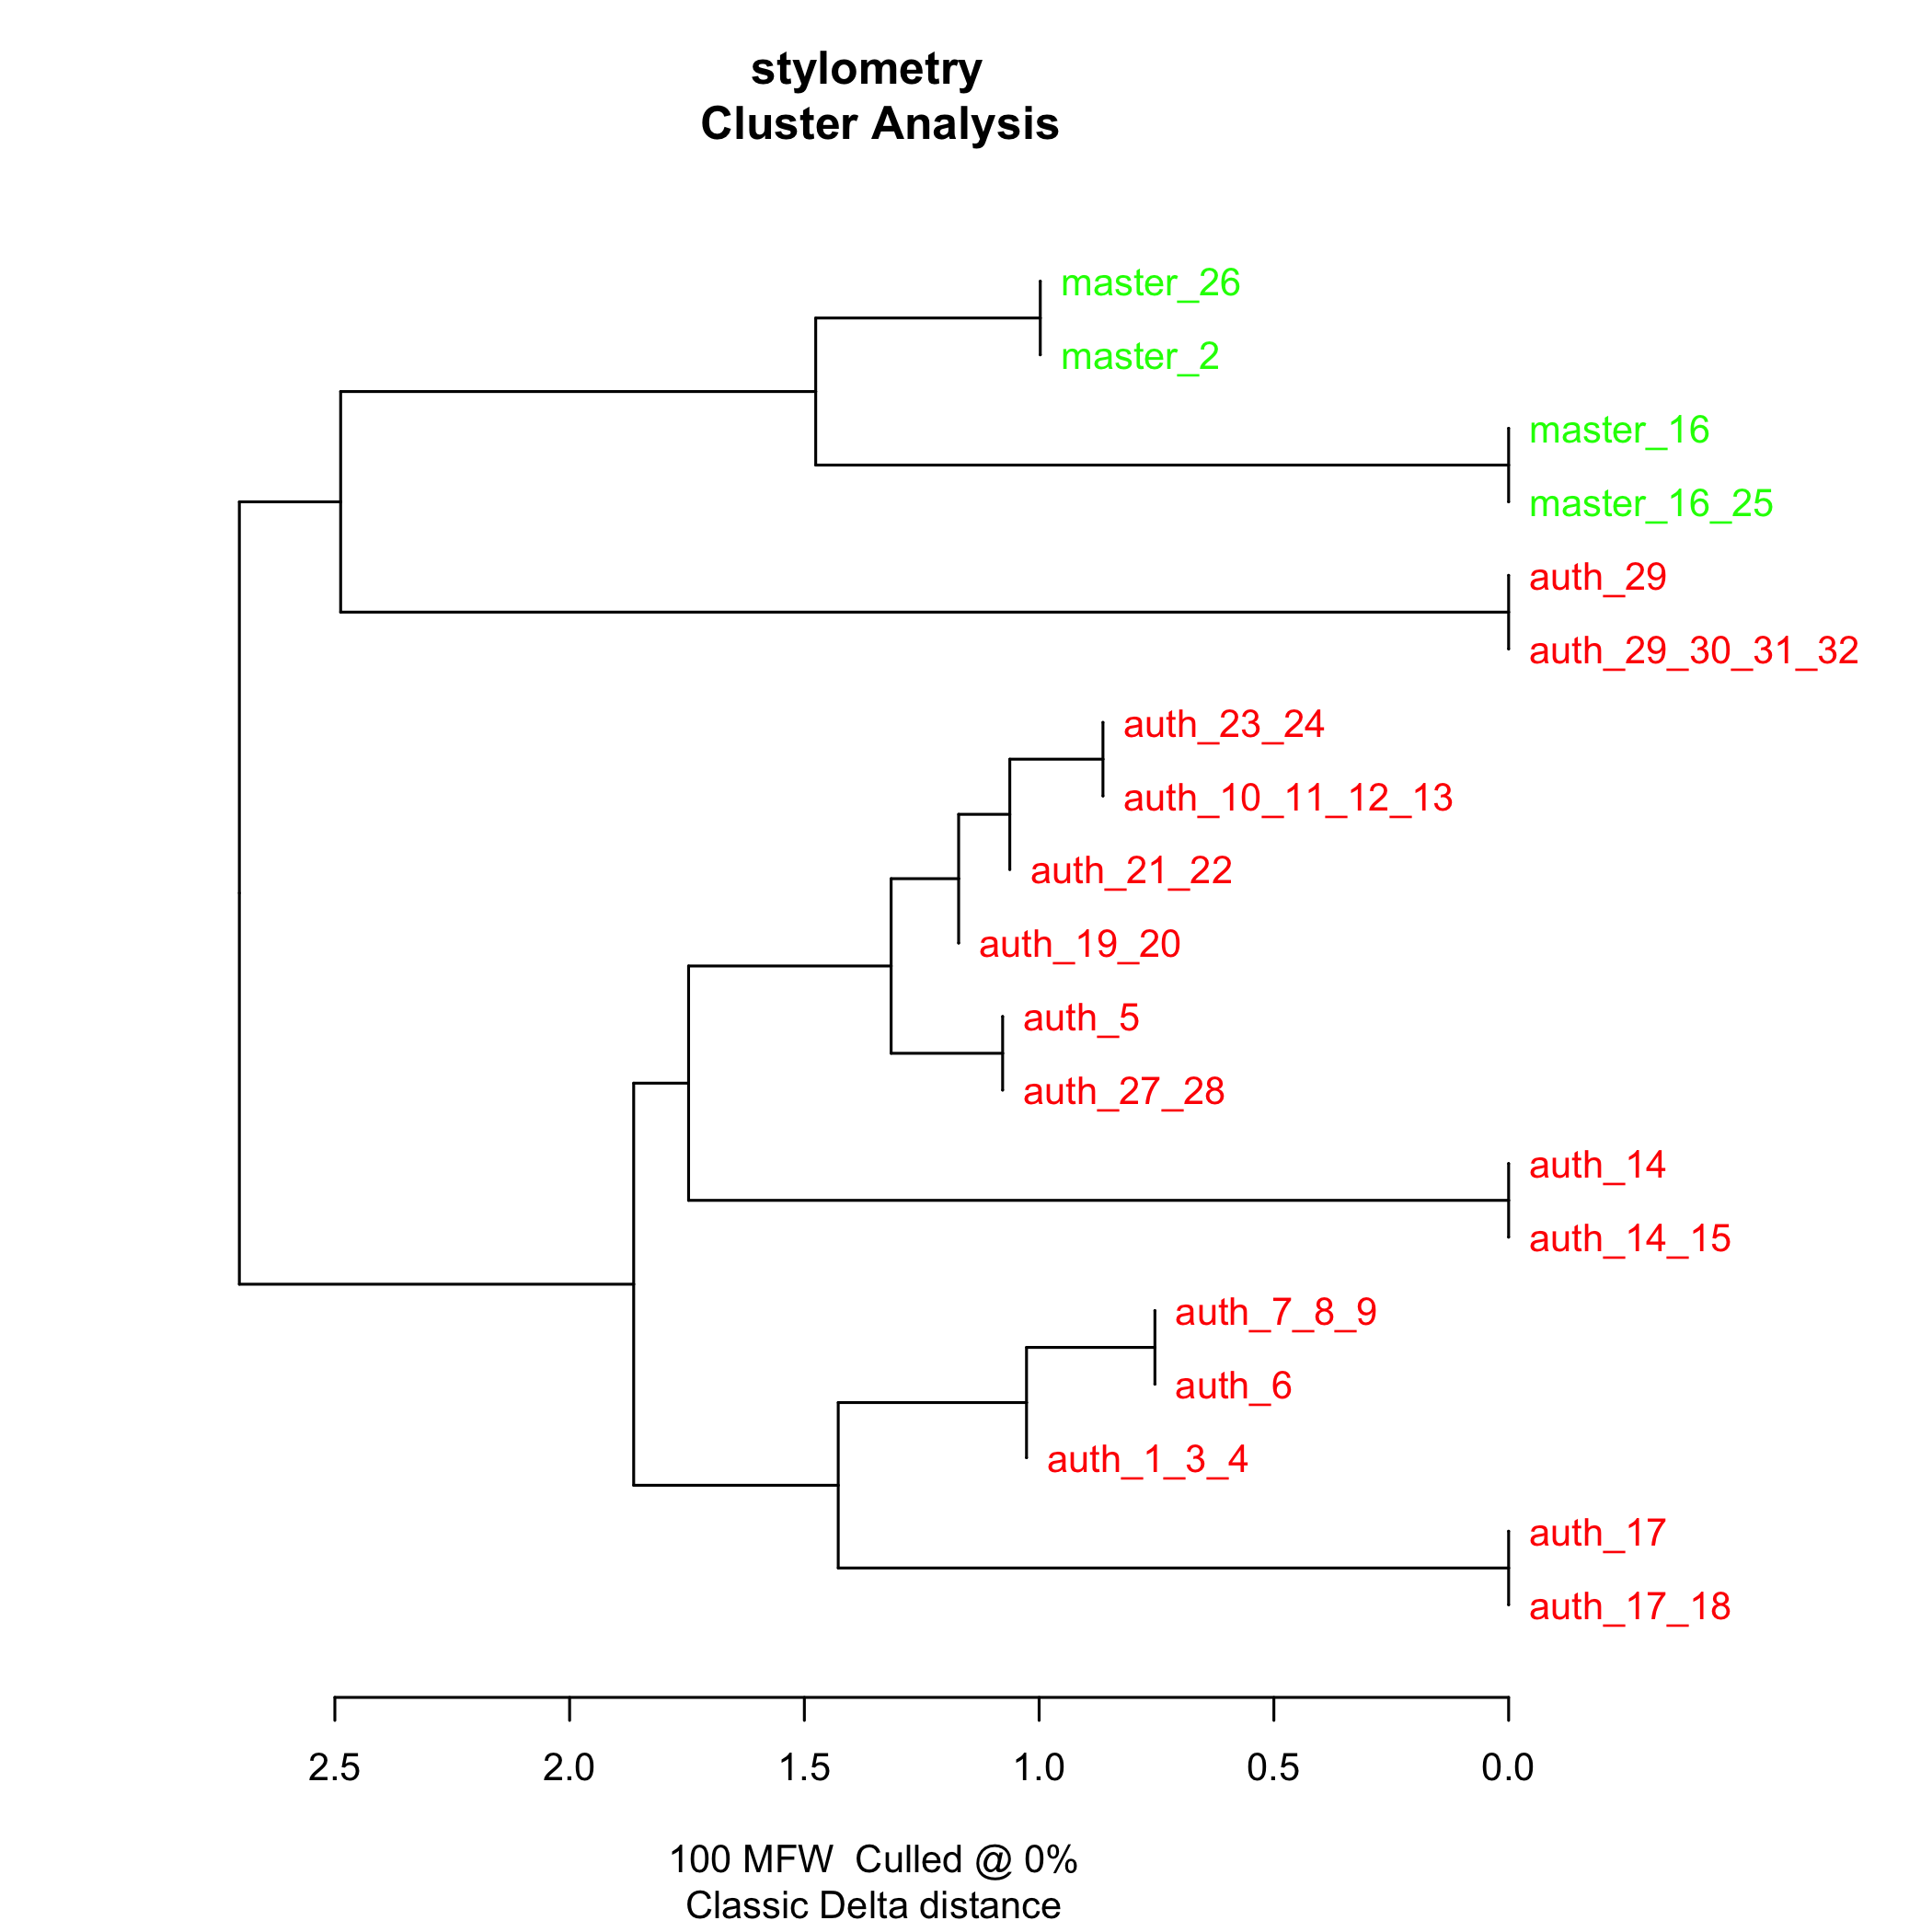 stylometry
Cluster Analysis
master_26
master_2
master_16
master_16_25
auth_29
auth_29_30_31_32
auth_23_24
auth_10_11_12_13
auth_21_22
auth_19_20
auth_5
auth_27_28
auth_14
auth_14_15
auth_7_8_9
auth_6
auth_1_3_4
auth_17
auth_17_18
2.5 2.0 1.5 1.0 0.5 0.0
100 MFW  Culled @ 0%
Classic Delta distance